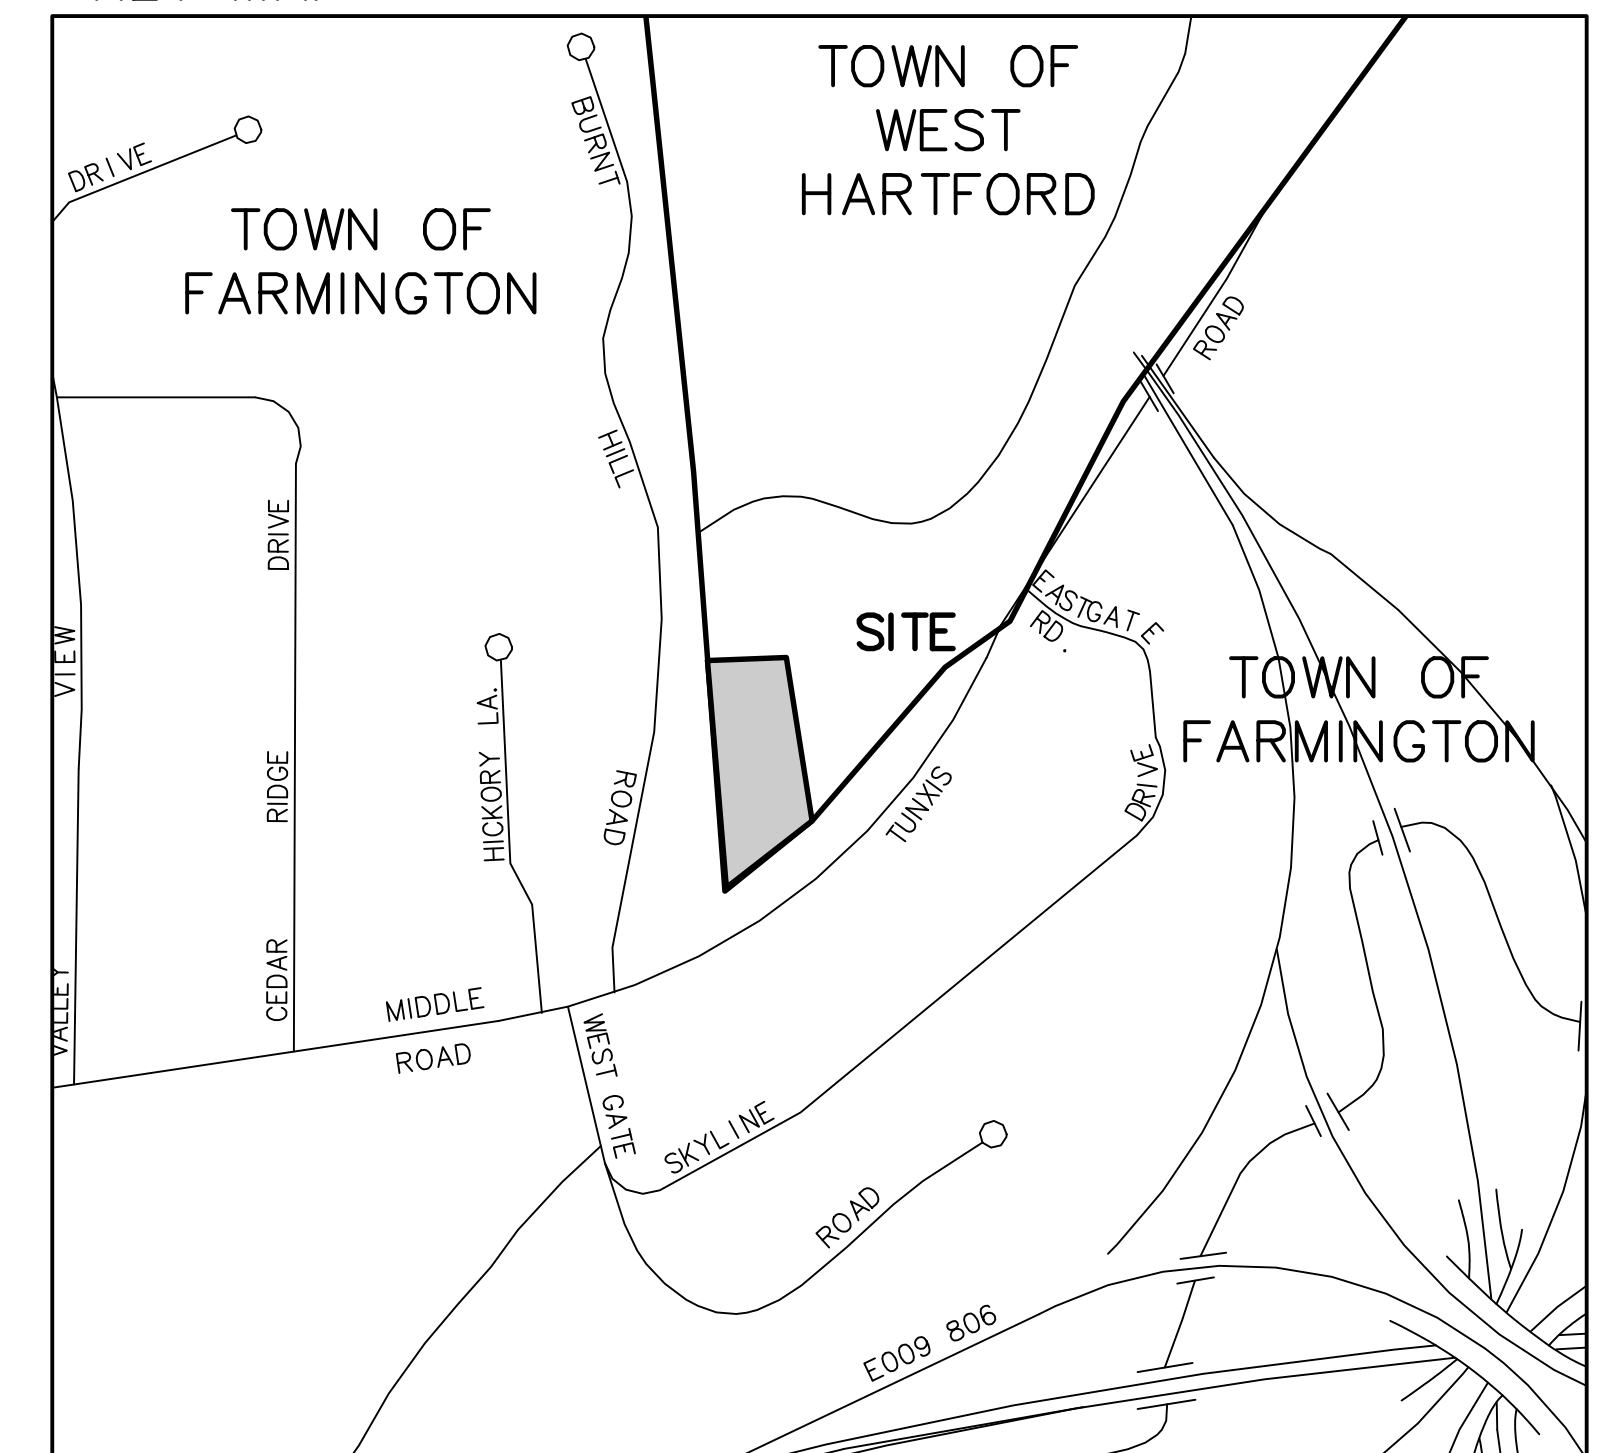 TOWN OF
WEST
HARTFORD
BURNT
DRIVE
TOWN OF
FARMINGTON
ROAD
HILL
DRIVE
EASTGATE
RD.
SITE
VIEW
TOWN OF
FARMINGTON
HICKORY LA.
RIDGE
ROAD
TUNXIS
DRIVE
CEDAR
VALLEY
MIDDLE
ROAD
WEST GATE
SKYLINE
ROAD
E009 806